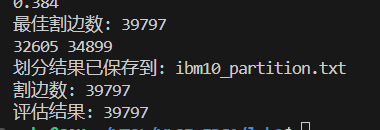 0.384
最佳割边数: 39797
32605 34899
划分结果已保存到: ibm10_partition.txt
割边数: 39797
评估结果: 39797